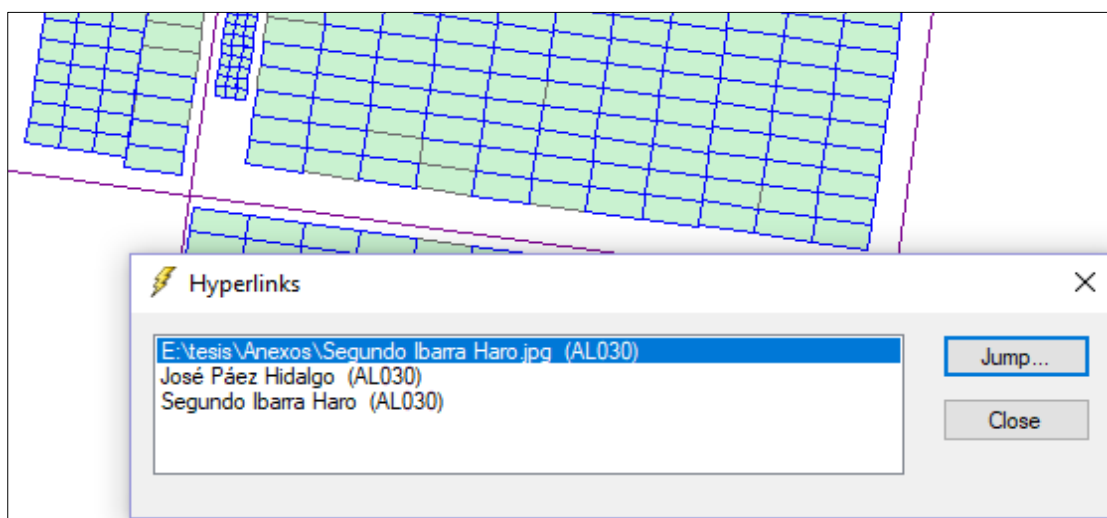 Hyperlinks
E:\tesis\Anexos\Segundo Ibarra Haro.jpg (AL030)
José Páez Hidalgo (AL030)
Segundo Ibarra Haro (AL030)
Jump...
Close